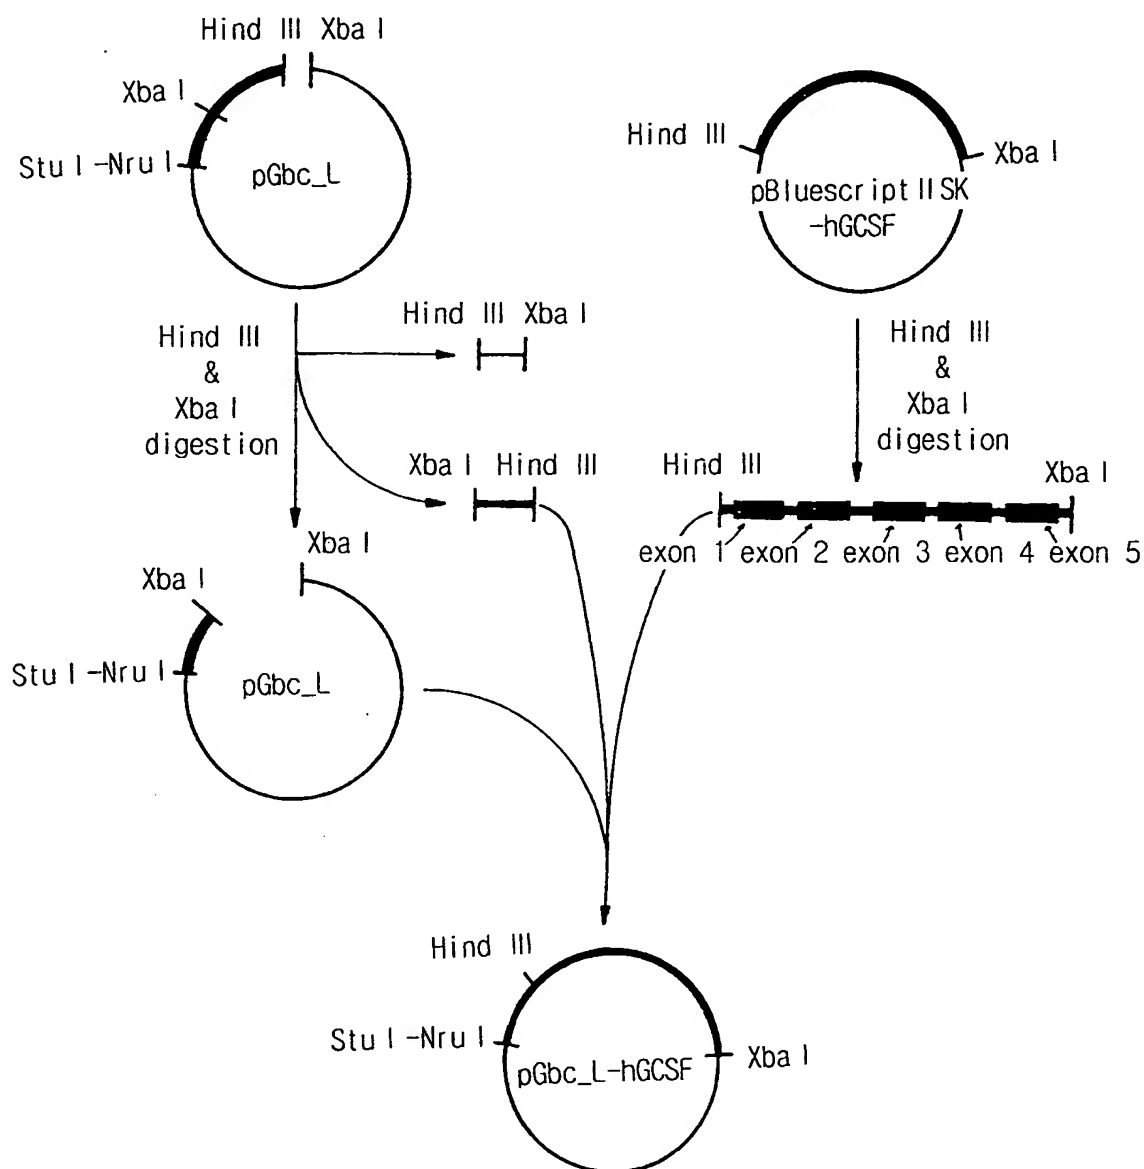 Hind III Xba I
Xba I
Stu I-Nru I
pGbc_L
Hind III
Xba I
pBluescript II SK
-hGCSF
Hind III
&
Xba I
digestion
Hind III Xba I
Hind III
&
Xba I
digestion
Xba I Hind III
Hind III
Xba I
exon 1 exon 2 exon 3 exon 4 exon 5
Xba I
Xba I
Stu I-Nru I
pGbc_L
Hind III
Stu I-Nru I
Xba I
pGbc_L-hGCSF